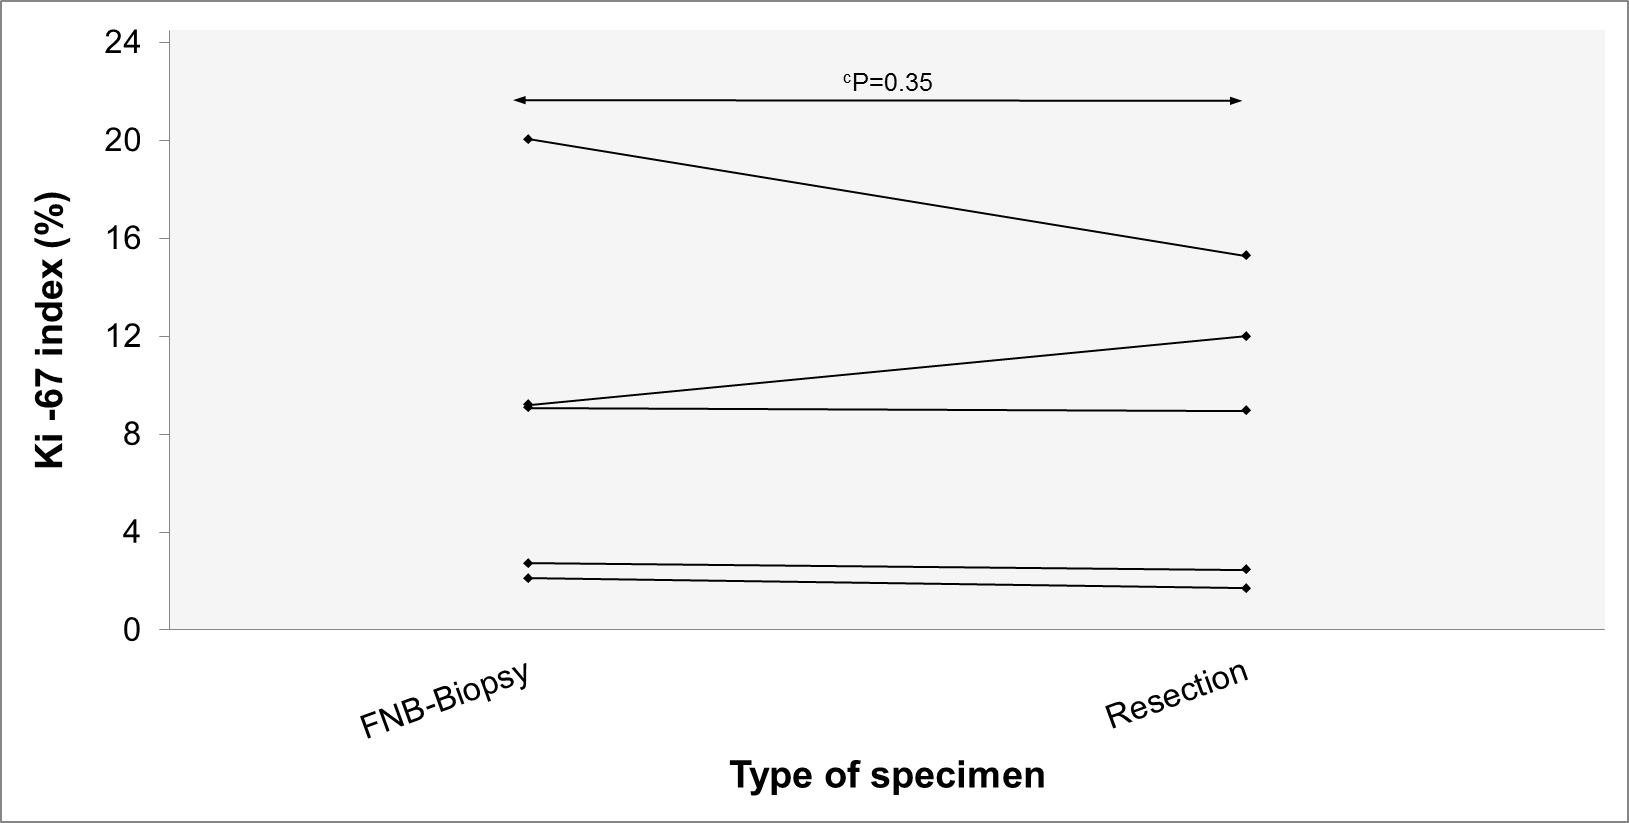 24
ᶜP=0.35
20
16
12
8
4
0
Ki -67 index (%)
FNB-Biopsy
Resection
Type of specimen